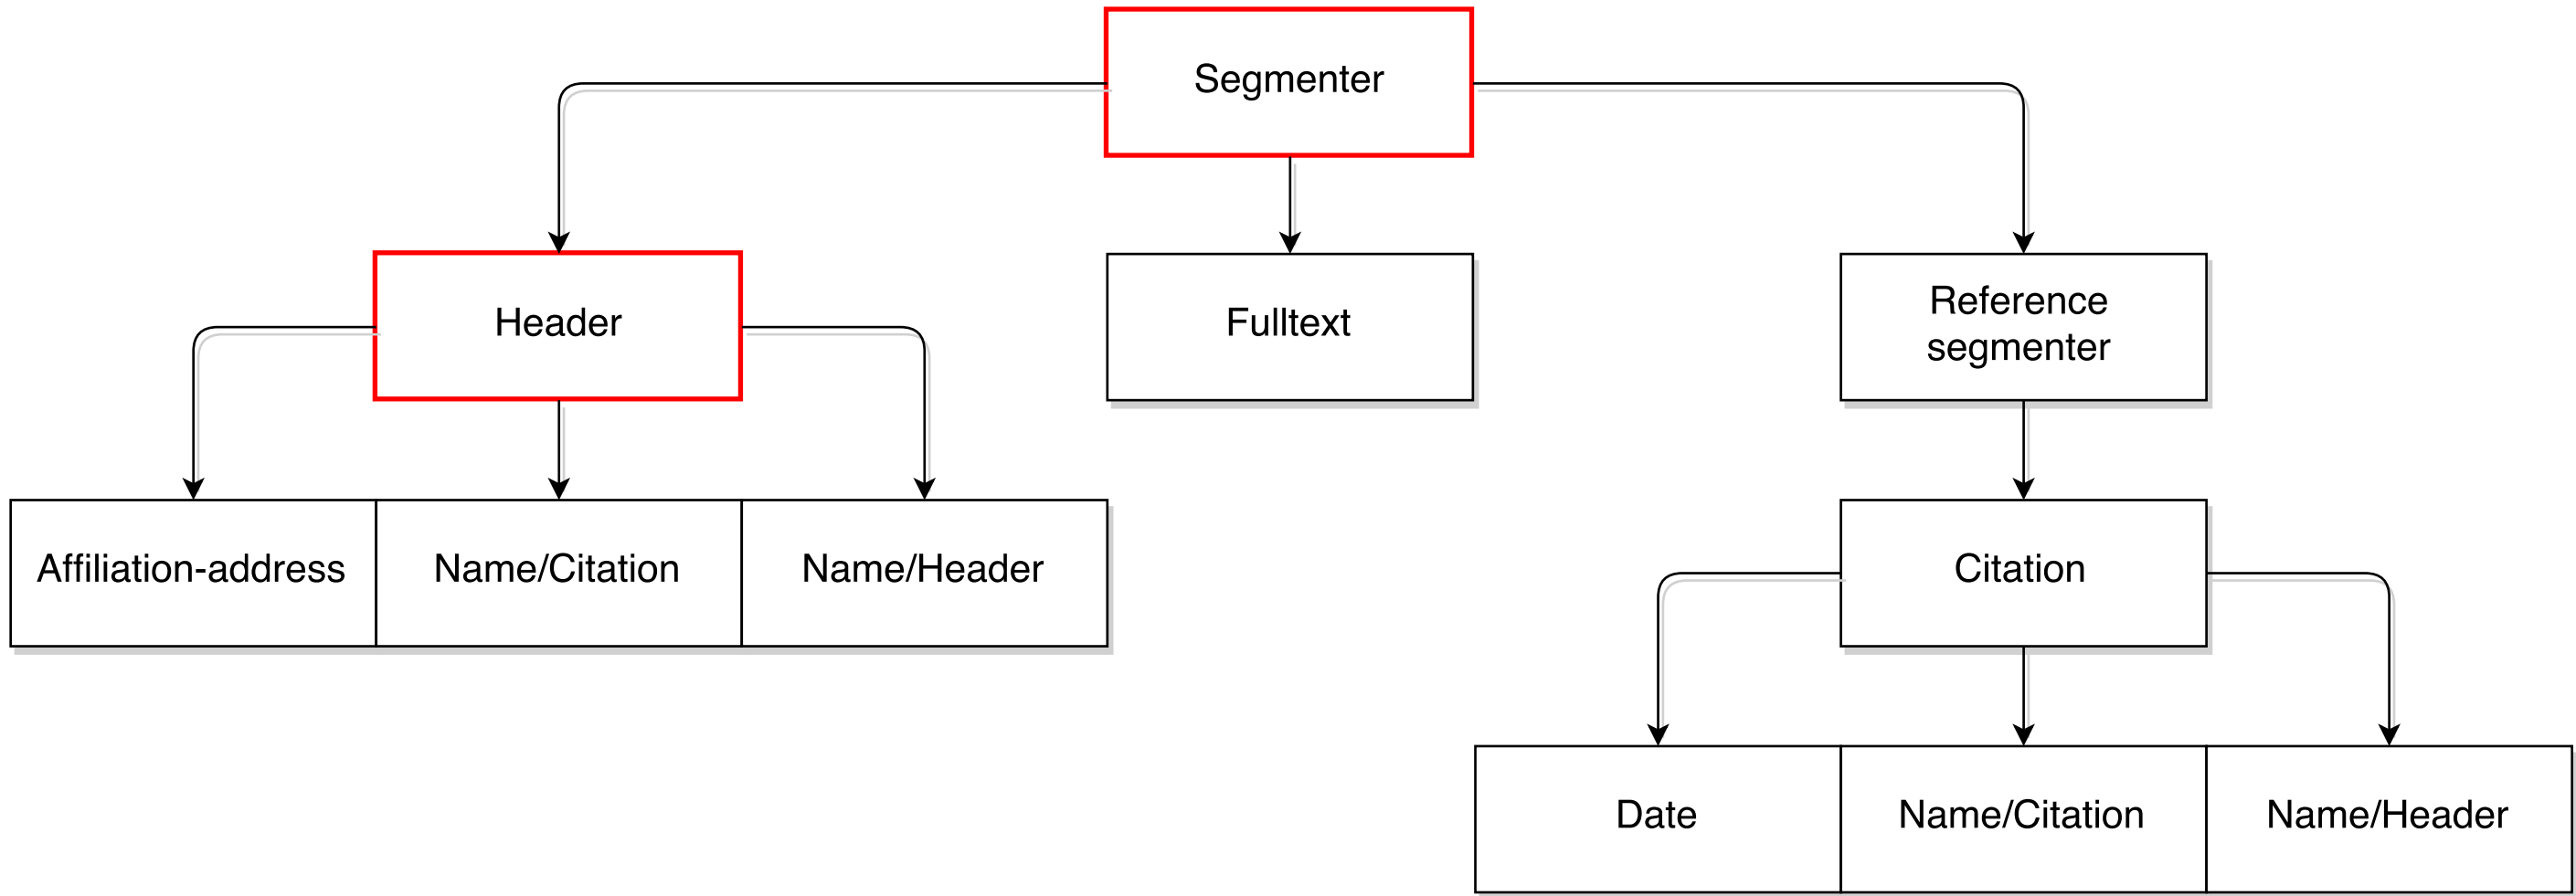 Segmenter
Header
Fulltext
Reference
segmenter
Affiliation-address
Name/Citation
Name/Header
Citation
Date
Name/Citation
Name/Header